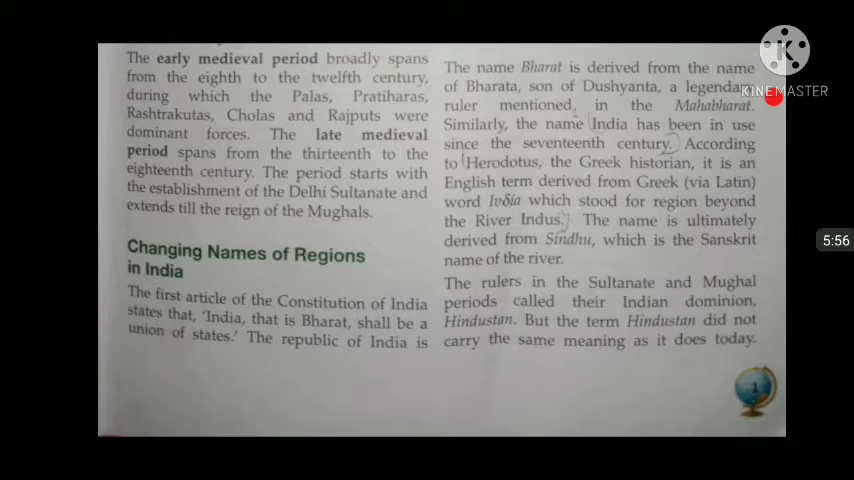 The early medieval period broadly spans
from the eighth to the twelfth century,
during which the Palas, Pratiharas,
Rashtrakutas, Cholas and Rajputs were
dominant forces. The late medieval
period spans from the thirteenth to the
eighteenth century. The period starts with
the establishment of the Delhi Sultanate and
extends till the reign of the Mughals.
Changing Names of Regions
in India
The first article of the Constitution of India
states that, ‘India, that is Bharat, shall be a
union of states.’ The republic of India is
The name Bharat is derived from the name
of Bharata, son of Dushyanta, a legendary
ruler mentioned in the Mahabharat.
Similarly, the name India has been in use
since the seventeenth century. According
to Herodotus, the Greek historian, it is an
English term derived from Greek (via Latin)
word Ινδία which stood for region beyond
the River Indus. The name is ultimately
derived from Sindhu, which is the Sanskrit
name of the river.
The rulers in the Sultanate and Mughal
periods called their Indian dominion,
Hindustan. But the term Hindustan did not
carry the same meaning as it does today.
1
K
KINEMASTER
5:56